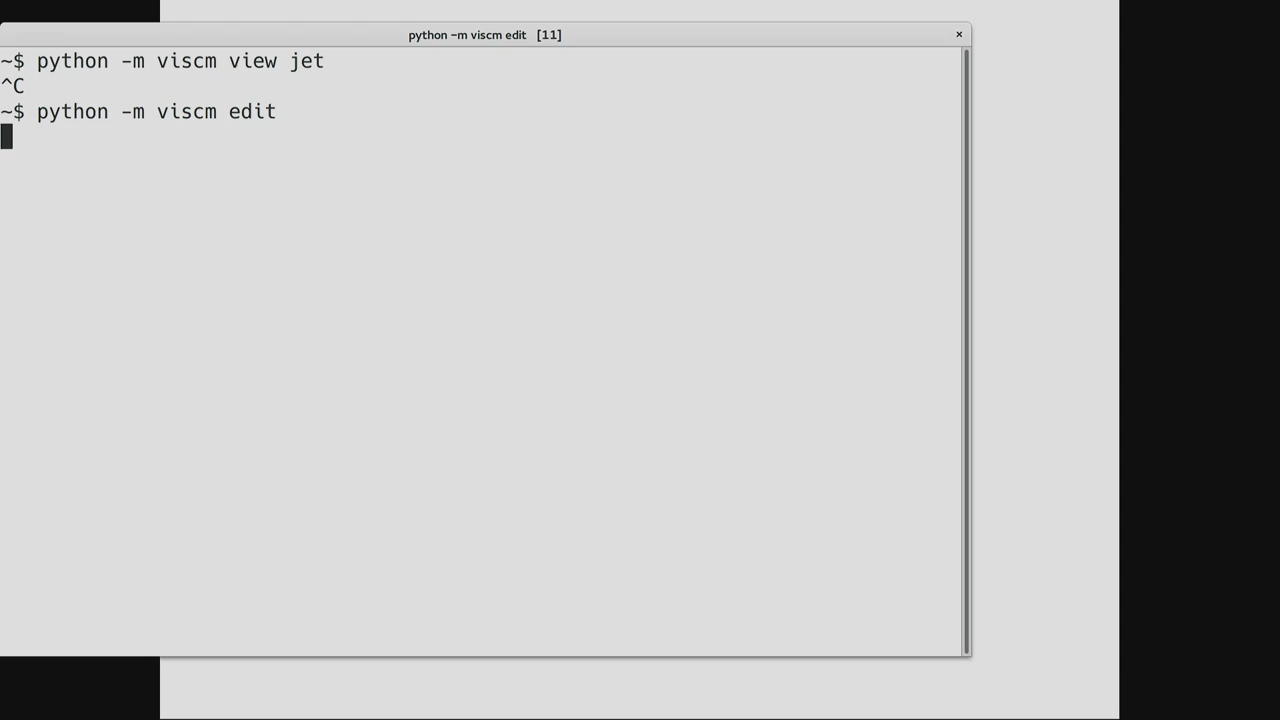 python -m viscm edit [11]
×
~$ python -m viscm view jet
^C
~$ python -m viscm edit